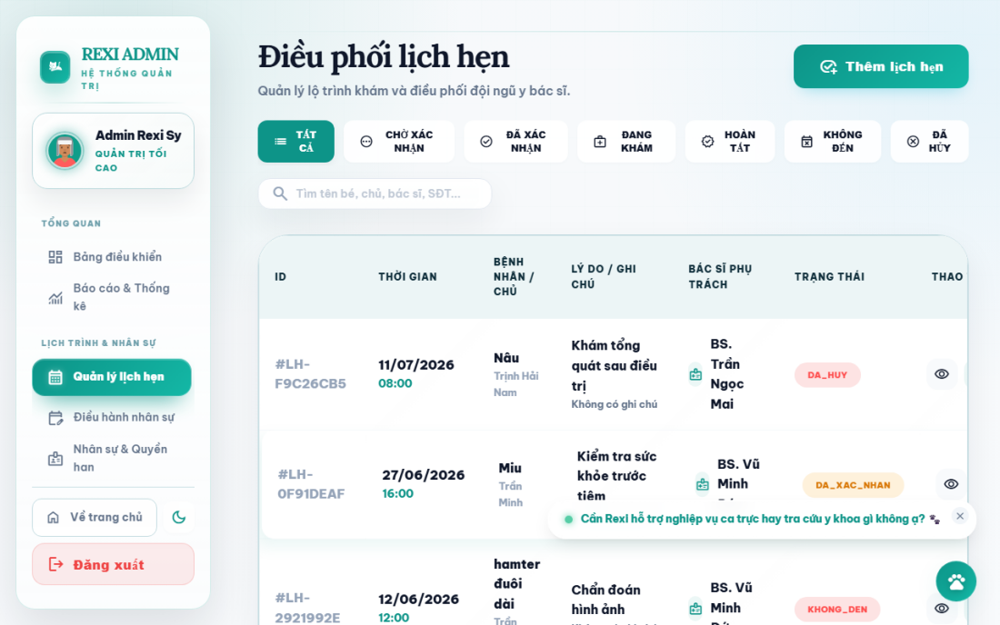 REXI ADMIN
HỆ THỐNG QUẢN
TRỊ
Admin Rexi Sy
QUẢN TRỊ TỐI
CAO
TỔNG QUAN
Bảng điều khiển
Báo cáo & Thống
kê
LỊCH TRÌNH & NHÂN SỰ
Quản lý lịch hẹn
Điều hành nhân sự
Nhân sự & Quyền
hạn
Về trang chủ
Đăng xuất
Điều phối lịch hẹn
Quản lý lộ trình khám và điều phối đội ngũ y bác sĩ.
Thêm lịch hẹn
TẤT
CẢ
CHỜ XÁC
NHẬN
ĐÃ XÁC
NHẬN
ĐANG
KHÁM
HOÀN
TẤT
KHÔNG
ĐẾN
ĐÃ
HỦY
Tìm tên bé, chủ, bác sĩ, SĐT...
ID
THỜI GIAN
BỆNH
NHÂN /
CHỦ
LÝ DO / GHI
CHÚ
BÁC SĨ PHỤ
TRÁCH
TRẠNG THÁI
THAO
#LH-
F9C26CB5
11/07/2026
08:00
Nâu
Trịnh Hải
Nam
Khám tổng
quát sau điều
trị
Không có ghi chú
BS.
Trần
Ngọc
Mai
DA_HUY
#LH-
0F91DEAF
27/06/2026
16:00
Miu
Trần
Minh
Kiểm tra sức
khỏe trước
tiêm
BS. Vũ
Minh
DA_XAC_NHAN
Cần Rexi hỗ trợ nghiệp vụ ca trực hay tra cứu y khoa gì không ạ?
#LH-
2921992E
12/06/2026
12:00
hamter
đuôi
dài
Trần
Chẩn đoán
hình ảnh
BS. Vũ
Minh
KHONG_DEN